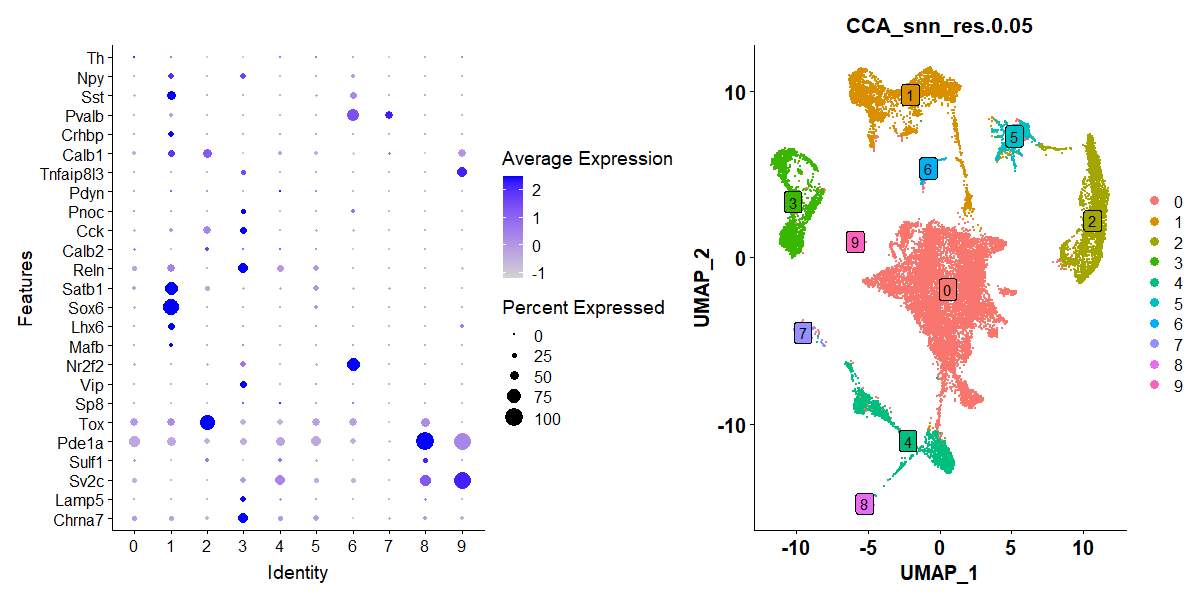 Features
Th
Npy
Sst
Pvalb
Crhbp
Calb1
Tnfaip8l3
Pdyn
Pnoc
Cck
Calb2
Reln
Satb1
Sox6
Lhx6
Mafb
Nr2f2
Vip
Sp8
Tox
Pde1a
Sulf1
Sv2c
Lamp5
Chrna7
0 1 2 3 4 5 6 7 8 9
Identity
Average Expression
2
1
0
-1
Percent Expressed
0
25
50
75
100
CCA_snn_res.0.05
UMAP_2
10
0
-10
1
5
6
3
2
9
0
7
4
8
-10 -5 0 5 10
UMAP_1
0
1
2
3
4
5
6
7
8
9